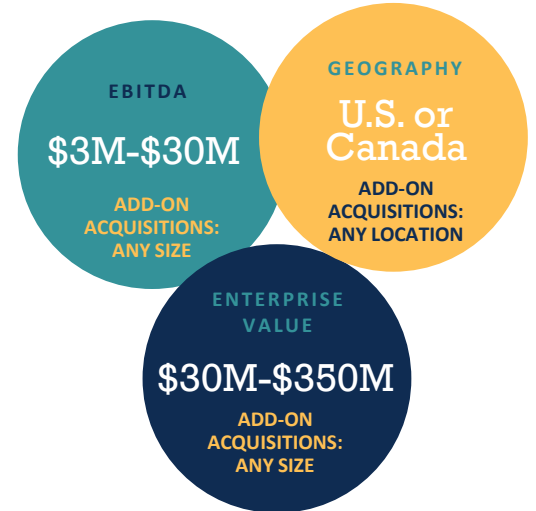 EBITDA
$3M-$30M
ADD-ON
ACQUISITIONS:
ANY SIZE
GEOGRAPHY
U.S. or
Canada
ADD-ON
ACQUISITIONS:
ANY LOCATION
ENTERPRISE
VALUE
$30M-$350M
ADD-ON
ACQUISITIONS:
ANY SIZE